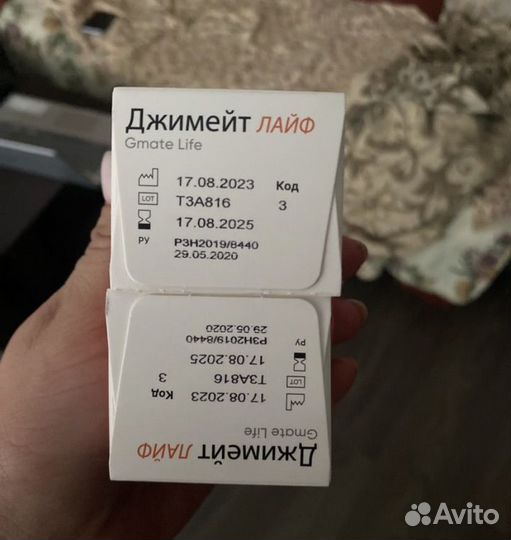 Джимейт ЛАЙФ
Gmate Life
17.08.2023 Код
LOT T3A816 3
17.08.2025
РУ РЗН2019/8440
29.05.2020
Джимейт ЛАЙФ
Gmate Life
17.08.2023 Код
LOT T3A816 3
17.08.2025
РУ РЗН2019/8440
29.05.2020
Avito